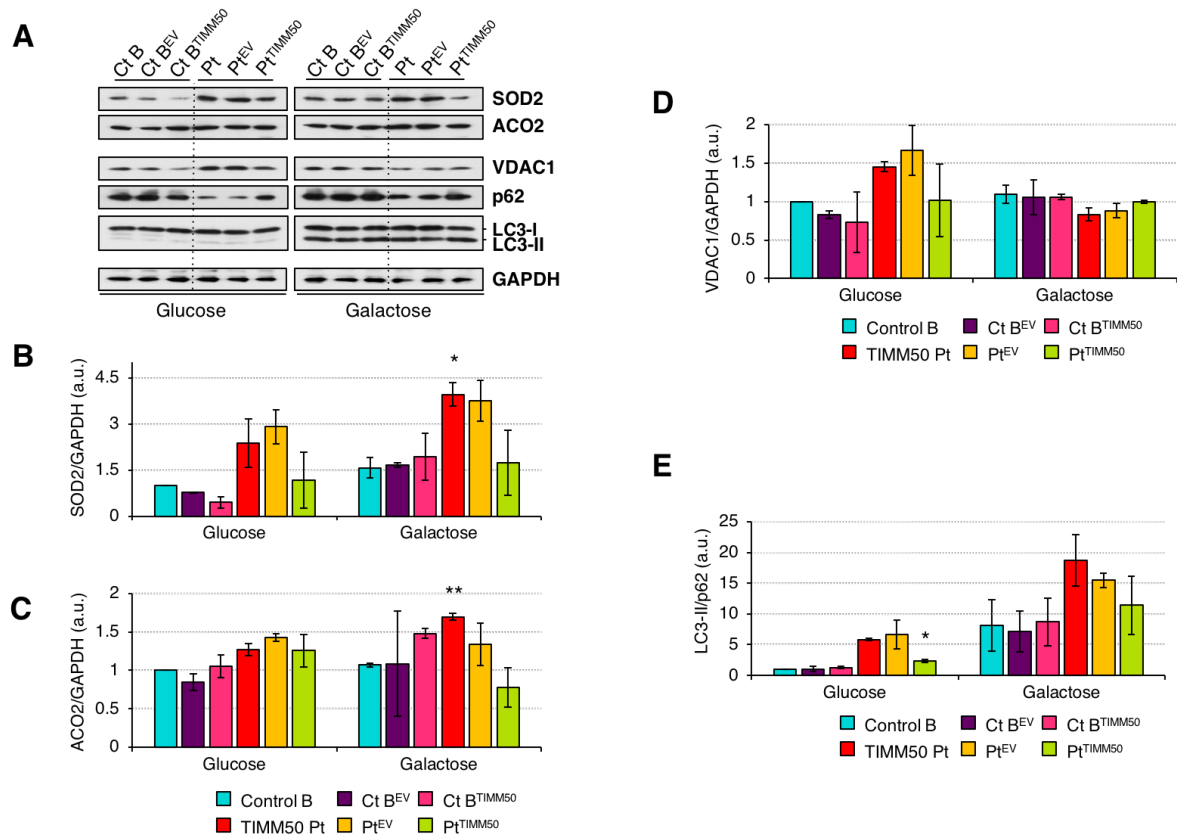 A
Ct B Ct B^EV Ct B^TIMM50 Pt Pt^EV Pt^TIMM50 Ct B Ct B^EV Ct B^TIMM50 Pt Pt^EV Pt^TIMM50
SOD2
ACO2
VDAC1
p62
LC3-I
LC3-II
GAPDH
Glucose Galactose
B
SOD2/GAPDH (a.u.)
4.5
3
1.5
0
*
Glucose Galactose
C
ACO2/GAPDH (a.u.)
2
1.5
1
0.5
0
**
Glucose Galactose
Control B Ct B^EV Ct B^TIMM50
TIMM50 Pt Pt^EV Pt^TIMM50
D
VDAC1/GAPDH (a.u.)
2
1.5
1
0.5
0
Glucose Galactose
Control B Ct B^EV Ct B^TIMM50
TIMM50 Pt Pt^EV Pt^TIMM50
E
LC3-II/p62 (a.u.)
25
20
15
10
5
0
*
Glucose Galactose
Control B Ct B^EV Ct B^TIMM50
TIMM50 Pt Pt^EV Pt^TIMM50